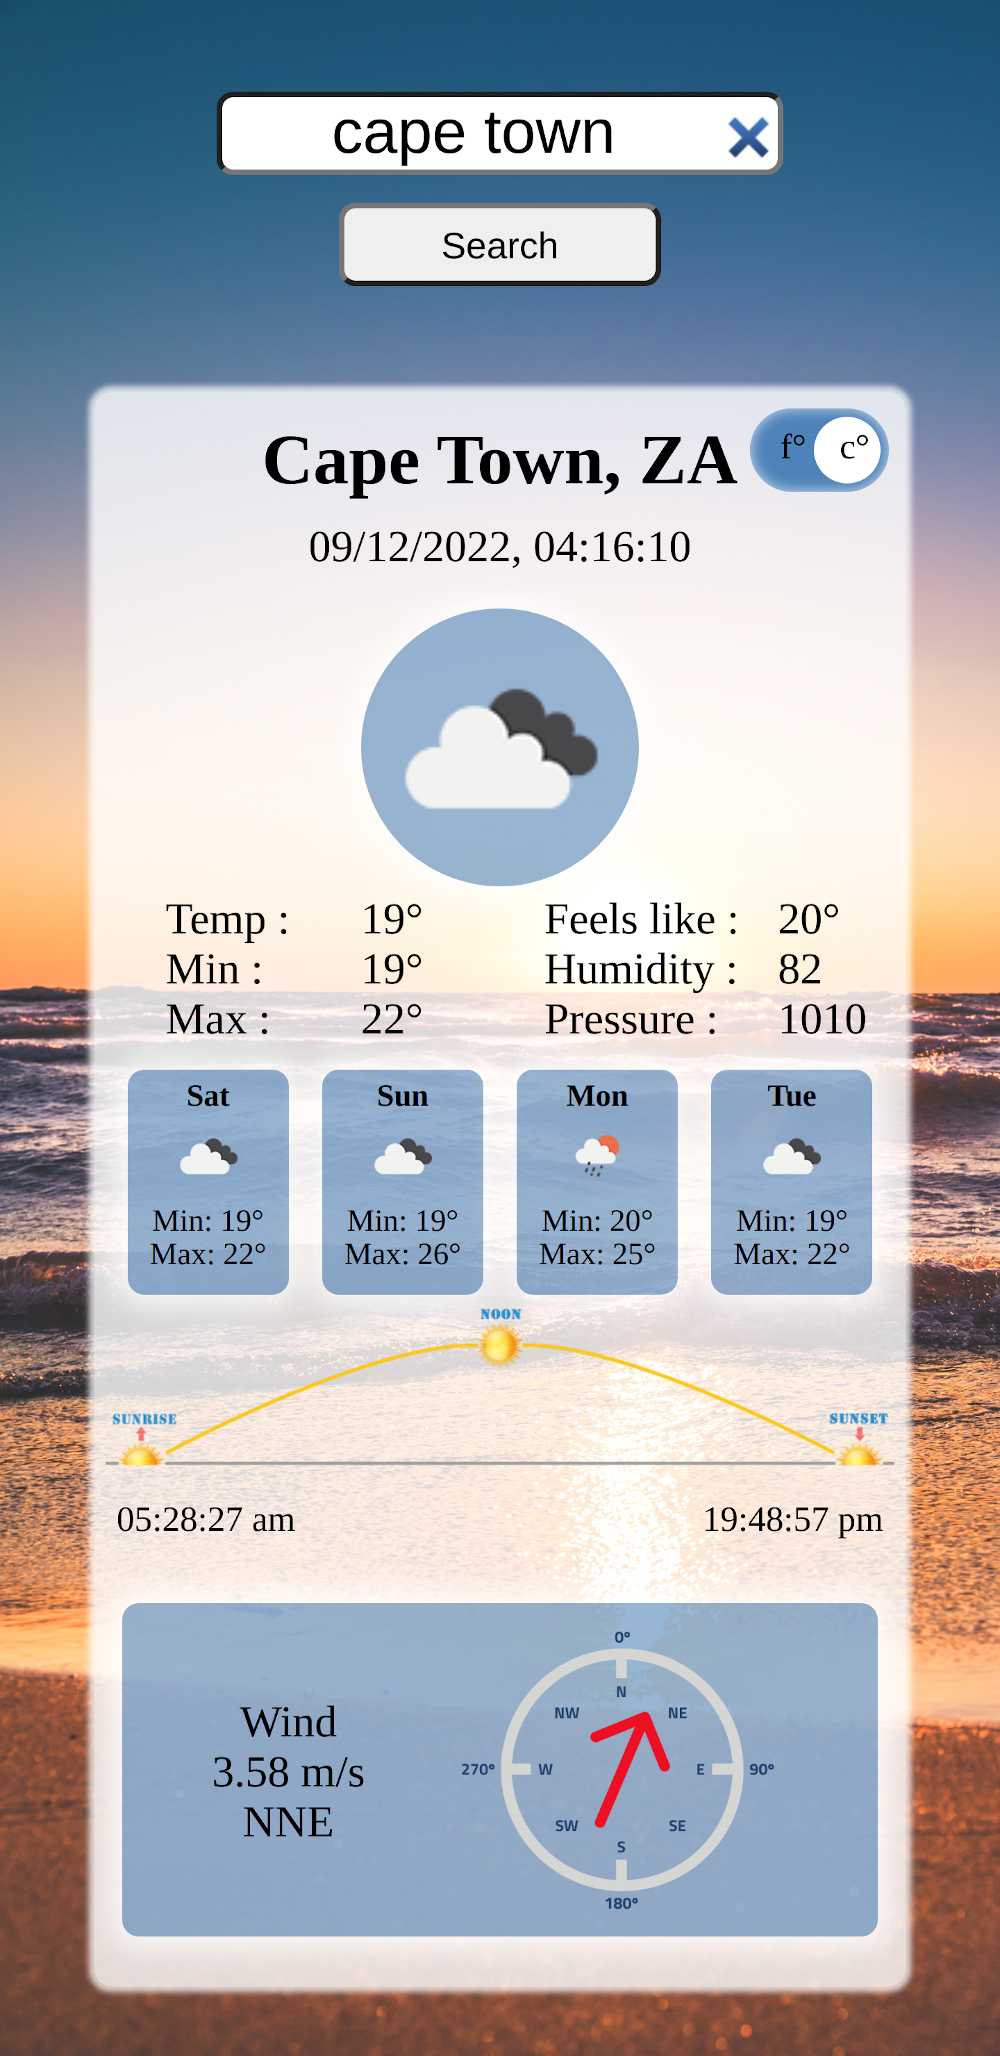 cape town
Search
Cape Town, ZA
f° c°
09/12/2022, 04:16:10
Temp : 19° Feels like : 20°
Min : 19° Humidity : 82
Max : 22° Pressure : 1010
Sat Sun Mon Tue
Min: 19° Min: 19° Min: 20° Min: 19°
Max: 22° Max: 26° Max: 25° Max: 22°
NOON
SUNRISE SUNSET
05:28:27 am 19:48:57 pm
Wind
3.58 m/s
NNE
0°
N
NW NE
270° W E 90°
SW SE
S
180°